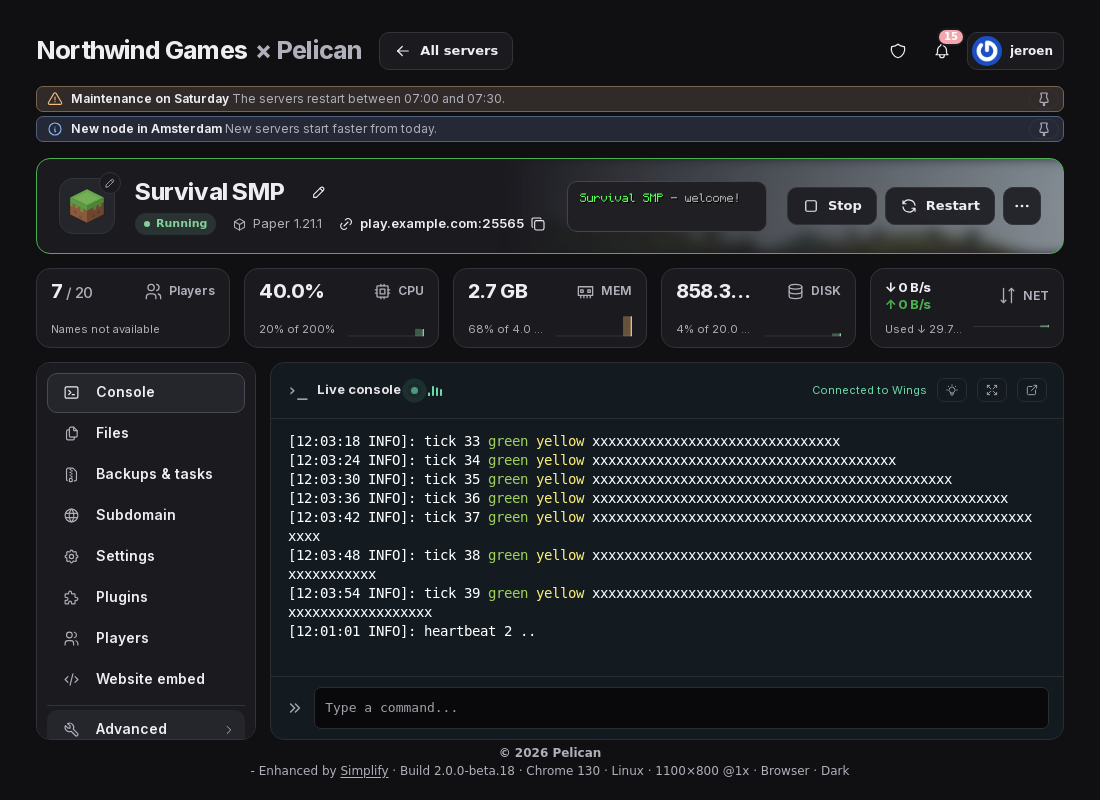 Northwind Games × Pelican
All servers
15
jeroen
Maintenance on Saturday The servers restart between 07:00 and 07:30.
New node in Amsterdam New servers start faster from today.
Survival SMP
Running
Paper 1.21.1
play.example.com:25565
Survival SMP — welcome!
Stop
Restart
7 / 20
Players
Names not available
40.0%
CPU
20% of 200%
2.7 GB
MEM
68% of 4.0 ...
858.3...
DISK
4% of 20.0 ...
↓ 0 B/s
↑ 0 B/s
NET
Used ↓ 29.7...
Console
Files
Backups & tasks
Subdomain
Settings
Plugins
Players
Website embed
Advanced
Live console
Connected to Wings
[12:03:18 INFO]: tick 33 green yellow xxxxxxxxxxxxxxxxxxxxxxxxxxxxxxx
[12:03:24 INFO]: tick 34 green yellow xxxxxxxxxxxxxxxxxxxxxxxxxxxxxxxxxxxxxx
[12:03:30 INFO]: tick 35 green yellow xxxxxxxxxxxxxxxxxxxxxxxxxxxxxxxxxxxxxxxxxxxxx
[12:03:36 INFO]: tick 36 green yellow xxxxxxxxxxxxxxxxxxxxxxxxxxxxxxxxxxxxxxxxxxxxxxxxxxxx
[12:03:42 INFO]: tick 37 green yellow xxxxxxxxxxxxxxxxxxxxxxxxxxxxxxxxxxxxxxxxxxxxxxxxxxxxxxx
xxxx
[12:03:48 INFO]: tick 38 green yellow xxxxxxxxxxxxxxxxxxxxxxxxxxxxxxxxxxxxxxxxxxxxxxxxxxxxxxx
xxxxxxxxxxx
[12:03:54 INFO]: tick 39 green yellow xxxxxxxxxxxxxxxxxxxxxxxxxxxxxxxxxxxxxxxxxxxxxxxxxxxxxxx
xxxxxxxxxxxxxxxxxx
[12:01:01 INFO]: heartbeat 2 ..
Type a command...
© 2026 Pelican
- Enhanced by Simplify · Build 2.0.0-beta.18 · Chrome 130 · Linux · 1100×800 @1x · Browser · Dark